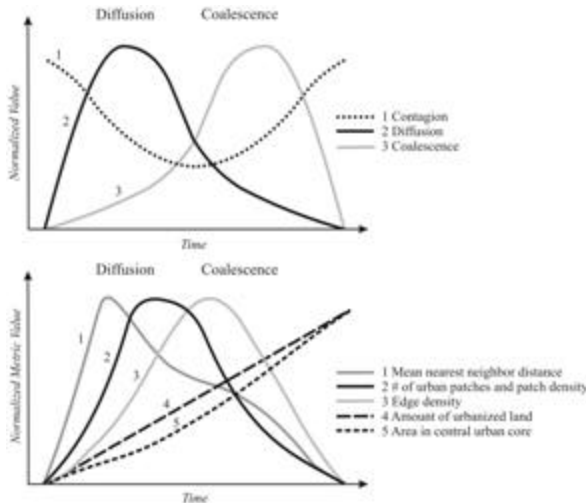 Diffusion Coalescence
Normalized Value
1
2
3
1 Contagion
2 Diffusion
3 Coalescence
Time
Diffusion Coalescence
Normalized Metric Value
1
2
3
4
5
1 Mean nearest neighbor distance
2 # of urban patches and patch density
3 Edge density
4 Amount of urbanized land
5 Area in central urban core
Time